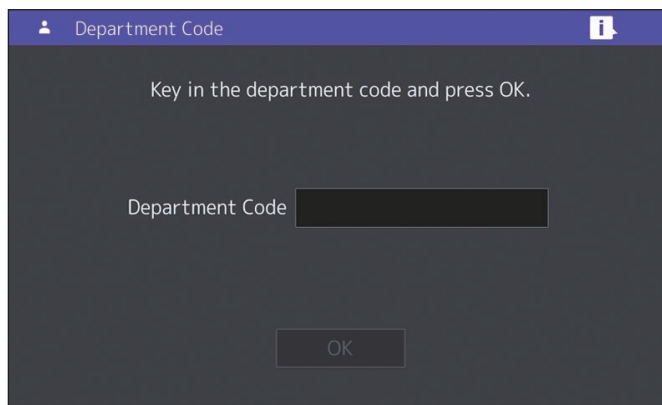 Department Code
Key in the department code and press OK.
Department Code
OK